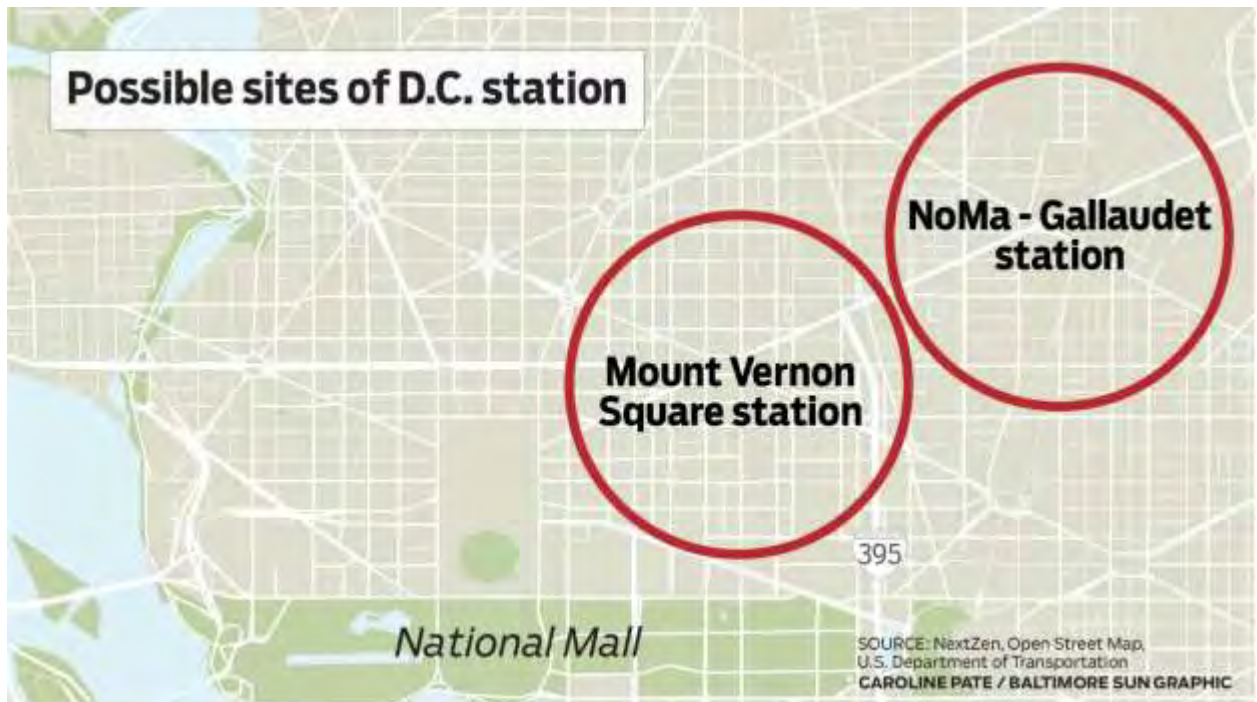 Possible sites of D.C. station
NoMa - Gallaudet
station
Mount Vernon
Square station
395
National Mall
SOURCE: NextZen, Open Street Map,
U.S. Department of Transportation
CAROLINE PATE / BALTIMORE SUN GRAPHIC